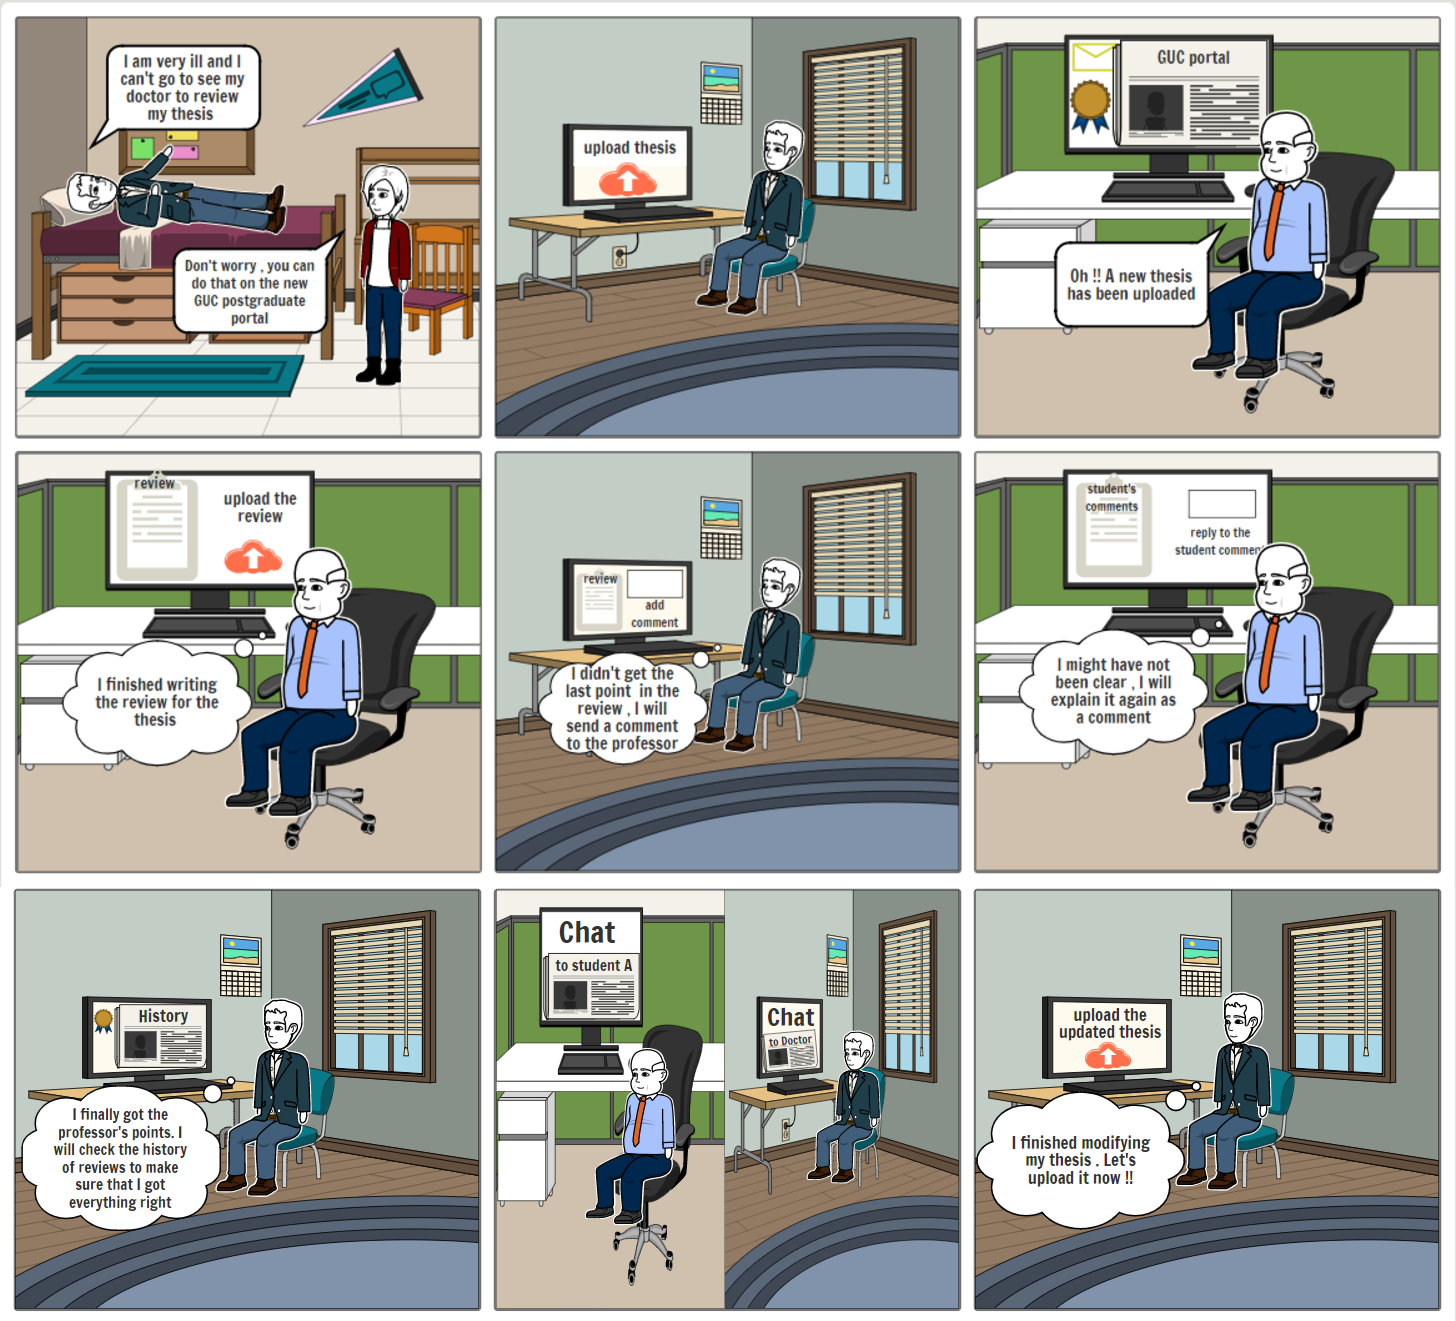 I am very ill and I
can't go to see my
doctor to review
my thesis
Don't worry , you can
do that on the new
GUC postgraduate
portal
upload thesis
GUC portal
Oh !! A new thesis
has been uploaded
review
upload the
review
I finished writing
the review for the
thesis
review
add
comment
I didn't get the
last point in the
review , I will
send a comment
to the professor
student's
comments
reply to the
student comment
I might have not
been clear , I will
explain it again as
a comment
History
I finally got the
professor's points. I
will check the history
of reviews to make
sure that I got
everything right
Chat
to student A
Chat
to Doctor
upload the
updated thesis
I finished modifying
my thesis . Let's
upload it now !!